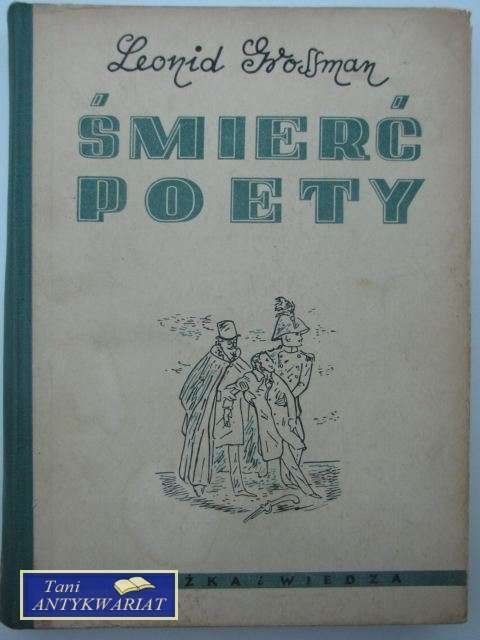 Leonid Grossman
ŚMIERĆ
POETY
ŻKA i WIEDZA
Tani
ANTYKWARIAT